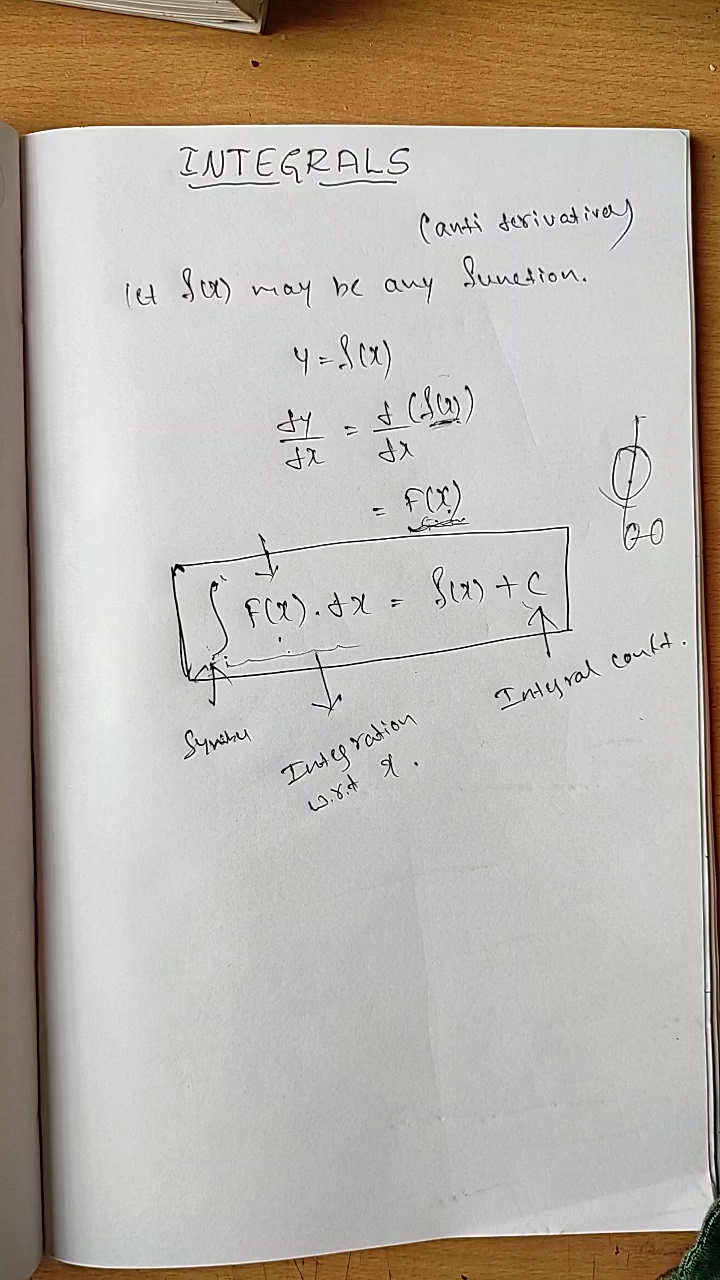 INTEGRALS
(anti derivatives)
let f(x) may be any function.
y = f(x)
dy/dx = d/dx (f(x))
= F(x)
∫ F(x) . dx = f(x) + C
Integral const.
Symbol
Integration
w.r.t x.